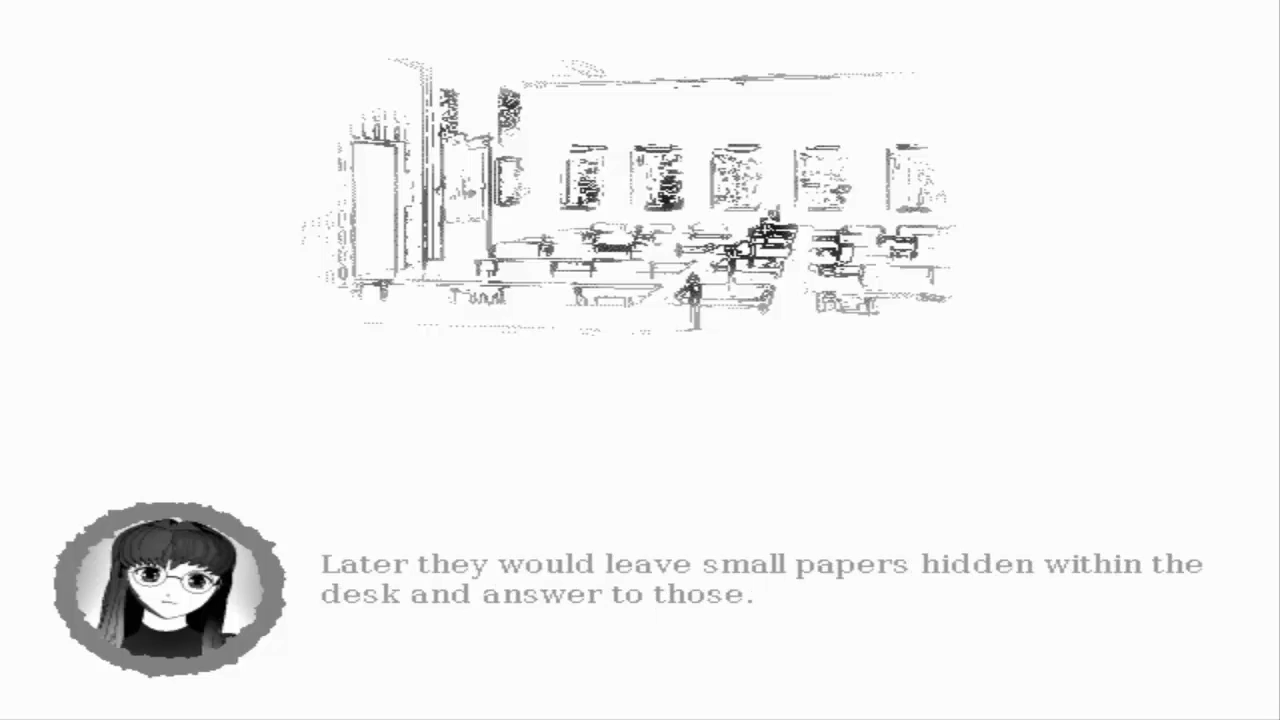 Later they would leave small papers hidden within the
desk and answer to those.